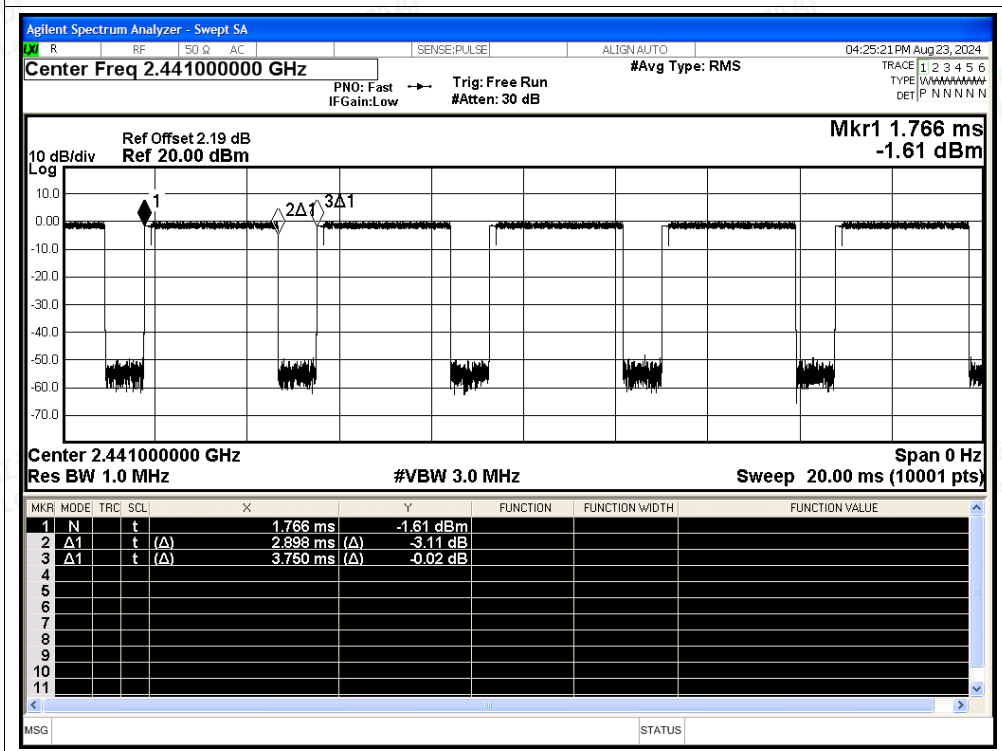 Agilent Spectrum Analyzer - Swept SA
LXI R RF 50 Ω AC SENSE:PULSE ALIGN AUTO 04:25:21 PM Aug 23, 2024
Center Freq 2.441000000 GHz #Avg Type: RMS TRACE 1 2 3 4 5 6
PNO: Fast Trig: Free Run TYPE WWWWWW
IFGain:Low #Atten: 30 dB DET P N N N N N
Mkr1 1.766 ms
Ref Offset 2.19 dB
10 dB/div Ref 20.00 dBm -1.61 dBm
Log
10.0
1 2Δ1 3Δ1
0.00
-10.0
-20.0
-30.0
-40.0
-50.0
-60.0
-70.0
Center 2.441000000 GHz Span 0 Hz
Res BW 1.0 MHz #VBW 3.0 MHz Sweep 20.00 ms (10001 pts)
MKR MODE TRC SCL X Y FUNCTION FUNCTION WIDTH FUNCTION VALUE
1 N t 1.766 ms -1.61 dBm
2 Δ1 t (Δ) 2.898 ms (Δ) -3.11 dB
3 Δ1 t (Δ) 3.750 ms (Δ) -0.02 dB
4
5
6
7
8
9
10
11
MSG STATUS